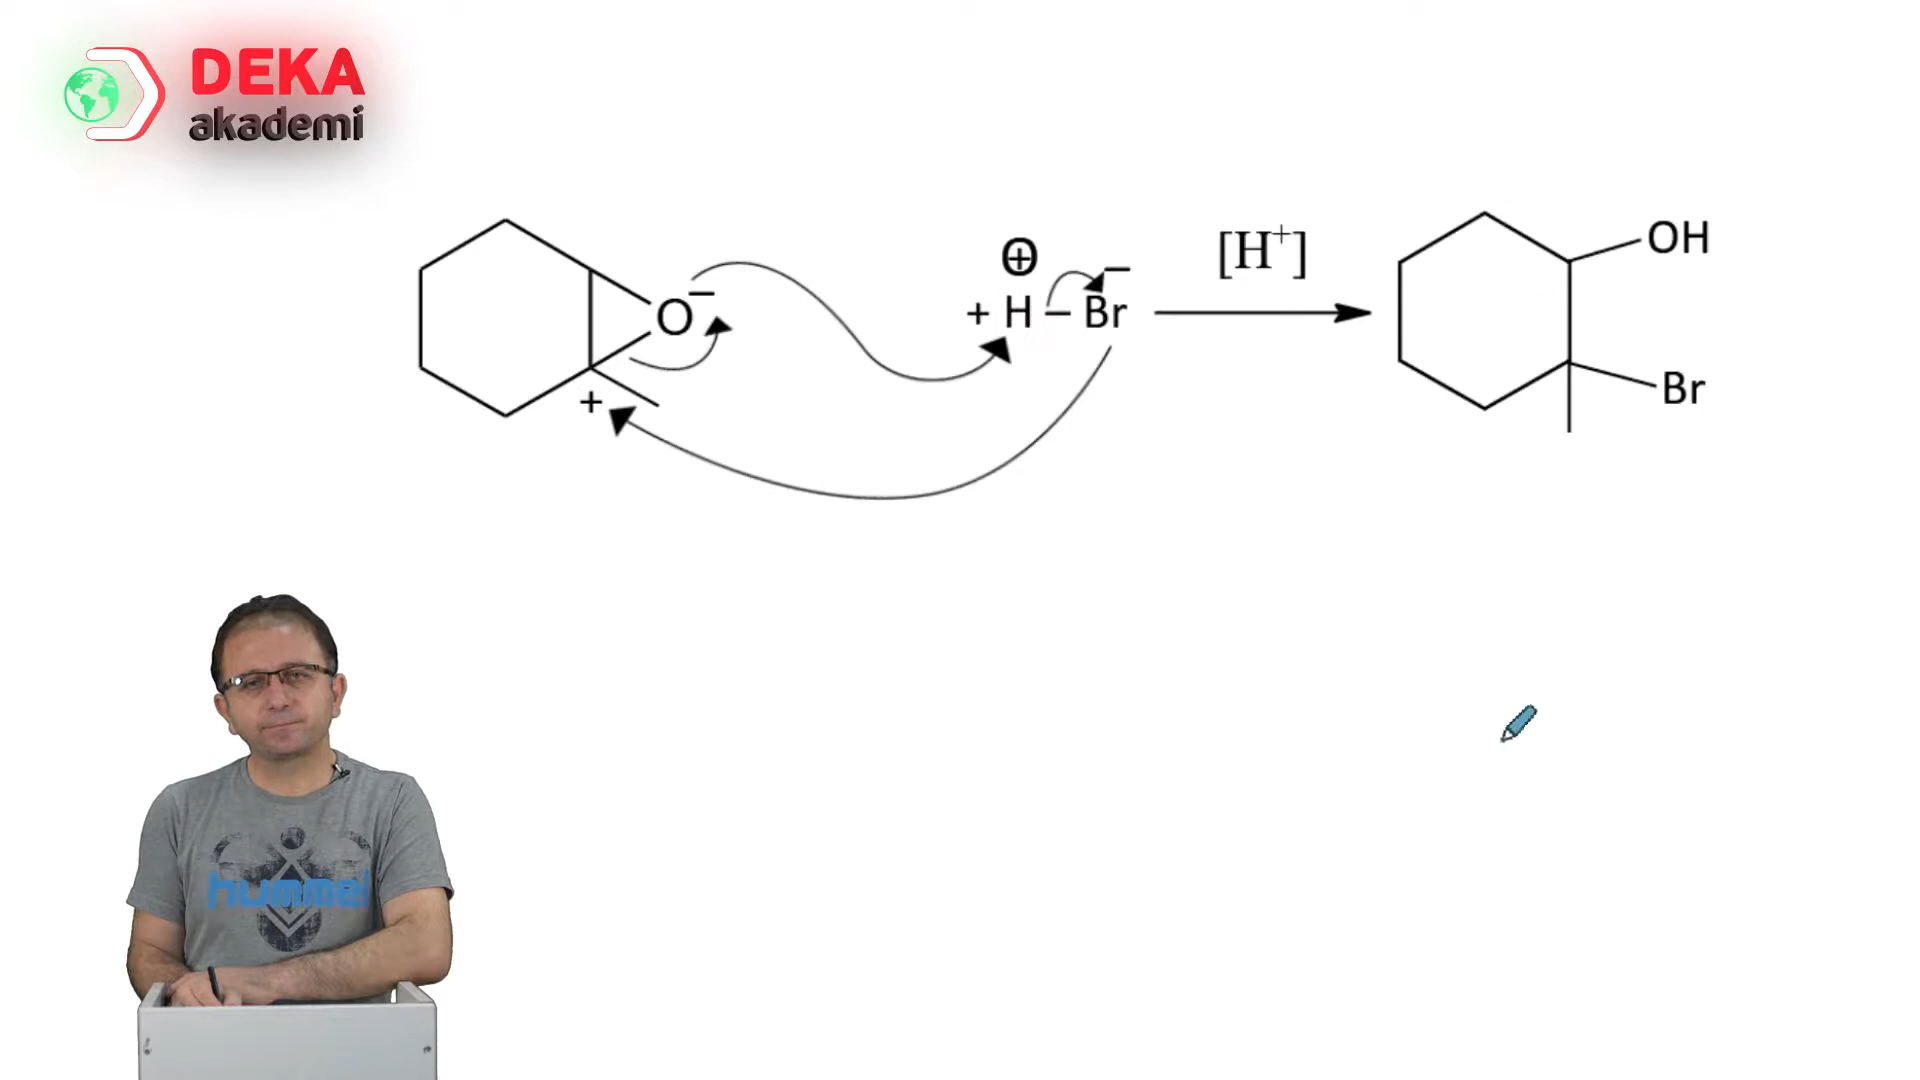 DEKA
akademi
O
+ H – Br
[H+]
OH
Br
+
hummel